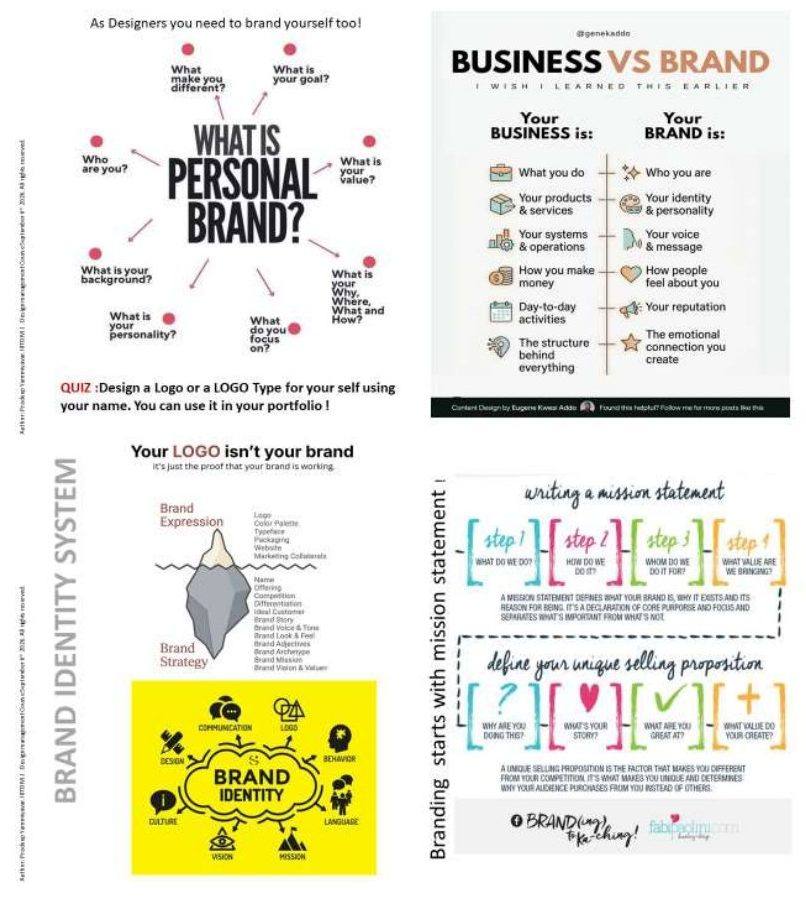 As Designers you need to brand yourself too!
What
make you
different?
What is
your goal?
Who
are you?
WHAT IS
PERSONAL
BRAND?
What is
your
value?
What is your
background?
What is
your
personality?
What
do you
focus
on?
What is
your
Why,
Where,
What and
How?
QUIZ :Design a Logo or a LOGO Type for your self using
your name. You can use it in your portfolio !
@genekaddo
BUSINESS VS BRAND
I WISH I LEARNED THIS EARLIER
Your
BUSINESS is:
Your
BRAND is:
What you do
Who you are
Your products
& services
Your identity
& personality
Your systems
& operations
Your voice
& message
How you make
money
How people
feel about you
Day-to-day
activities
Your reputation
The structure
behind
everything
The emotional
connection you
create
Content Design by Eugene Kwesi Addo
Found this helpful? Follow me for more posts like this
BRAND IDENTITY SYSTEM
Your LOGO isn't your brand
it's just the proof that your brand is working.
Brand
Expression
Logo
Color Palette
Typeface
Packaging
Website
Marketing Collaterals
Name
Offering
Competition
Differentiation
Ideal Customer
Brand Story
Brand Voice & Tone
Brand Look & Feel
Brand Adjectives
Brand Archetype
Brand Mission
Brand Vision & Values
Brand
Strategy
COMMUNICATION
LOGO
DESIGN
BEHAVIOR
S
BRAND
IDENTITY
CULTURE
LANGUAGE
VISION
MISSION
Branding starts with mission statement !
writing a mission statement
step 1
WHAT DO WE DO?
step 2
HOW DO WE
DO IT?
step 3
WHOM DO WE
DO IT FOR?
step 4
WHAT VALUE ARE
WE BRINGING?
A MISSION STATEMENT DEFINES WHAT YOUR BRAND IS, WHY IT EXISTS AND ITS
REASON FOR BEING. IT'S A DECLARATION OF CORE PURPORSE AND FOCUS AND
SEPARATES WHAT'S IMPORTANT FROM WHAT'S NOT.
define your unique selling proposition
?
WHY ARE YOU
DOING THIS?
WHAT'S YOUR
STORY?
WHAT ARE YOU
GREAT AT?
+
WHAT VALUE DO
YOUR CREATE?
A UNIQUE SELLING PROPOSITION IS THE FACTOR THAT MAKES YOU DIFFERENT
FROM YOUR COMPETITION. IT'S WHAT MAKES YOU UNIQUE AND DETERMINES
WHY YOUR AUDIENCE PURCHASES FROM YOU INSTEAD OF OTHERS.
BRAND(ing)
to Ka-ching!
fabipaolini.com